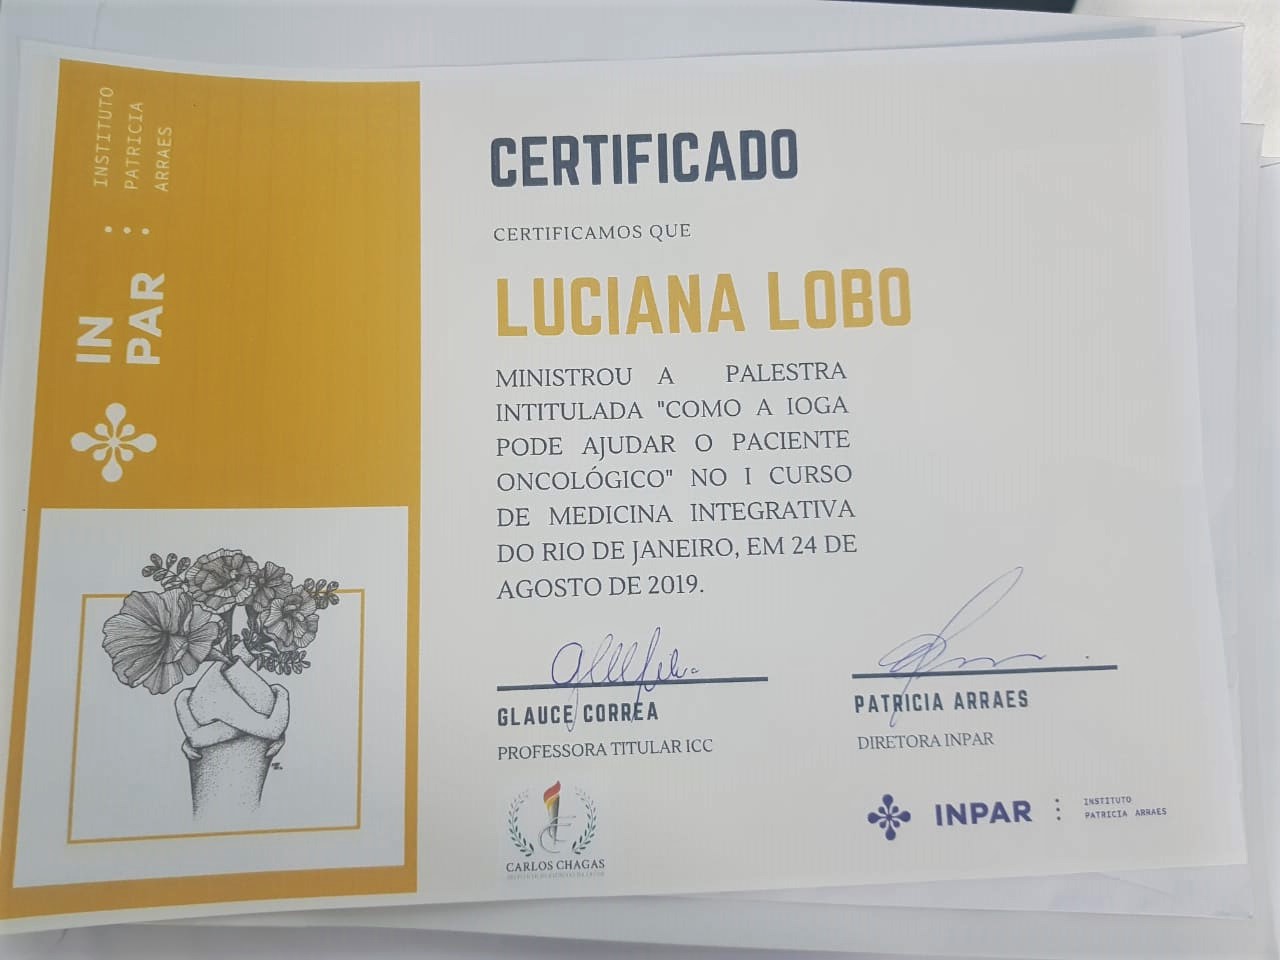 INSTITUTO
PATRICIA
ARRAES
IN
PAR
CERTIFICADO
CERTIFICAMOS QUE
LUCIANA LOBO
MINISTROU A PALESTRA
INTITULADA "COMO A IOGA
PODE AJUDAR O PACIENTE
ONCOLÓGICO" NO I CURSO
DE MEDICINA INTEGRATIVA
DO RIO DE JANEIRO, EM 24 DE
AGOSTO DE 2019.
GLAUCE CORREA
PROFESSORA TITULAR ICC
PATRICIA ARRAES
DIRETORA INPAR
CARLOS CHAGAS
INPAR
INSTITUTO
PATRICIA ARRAES